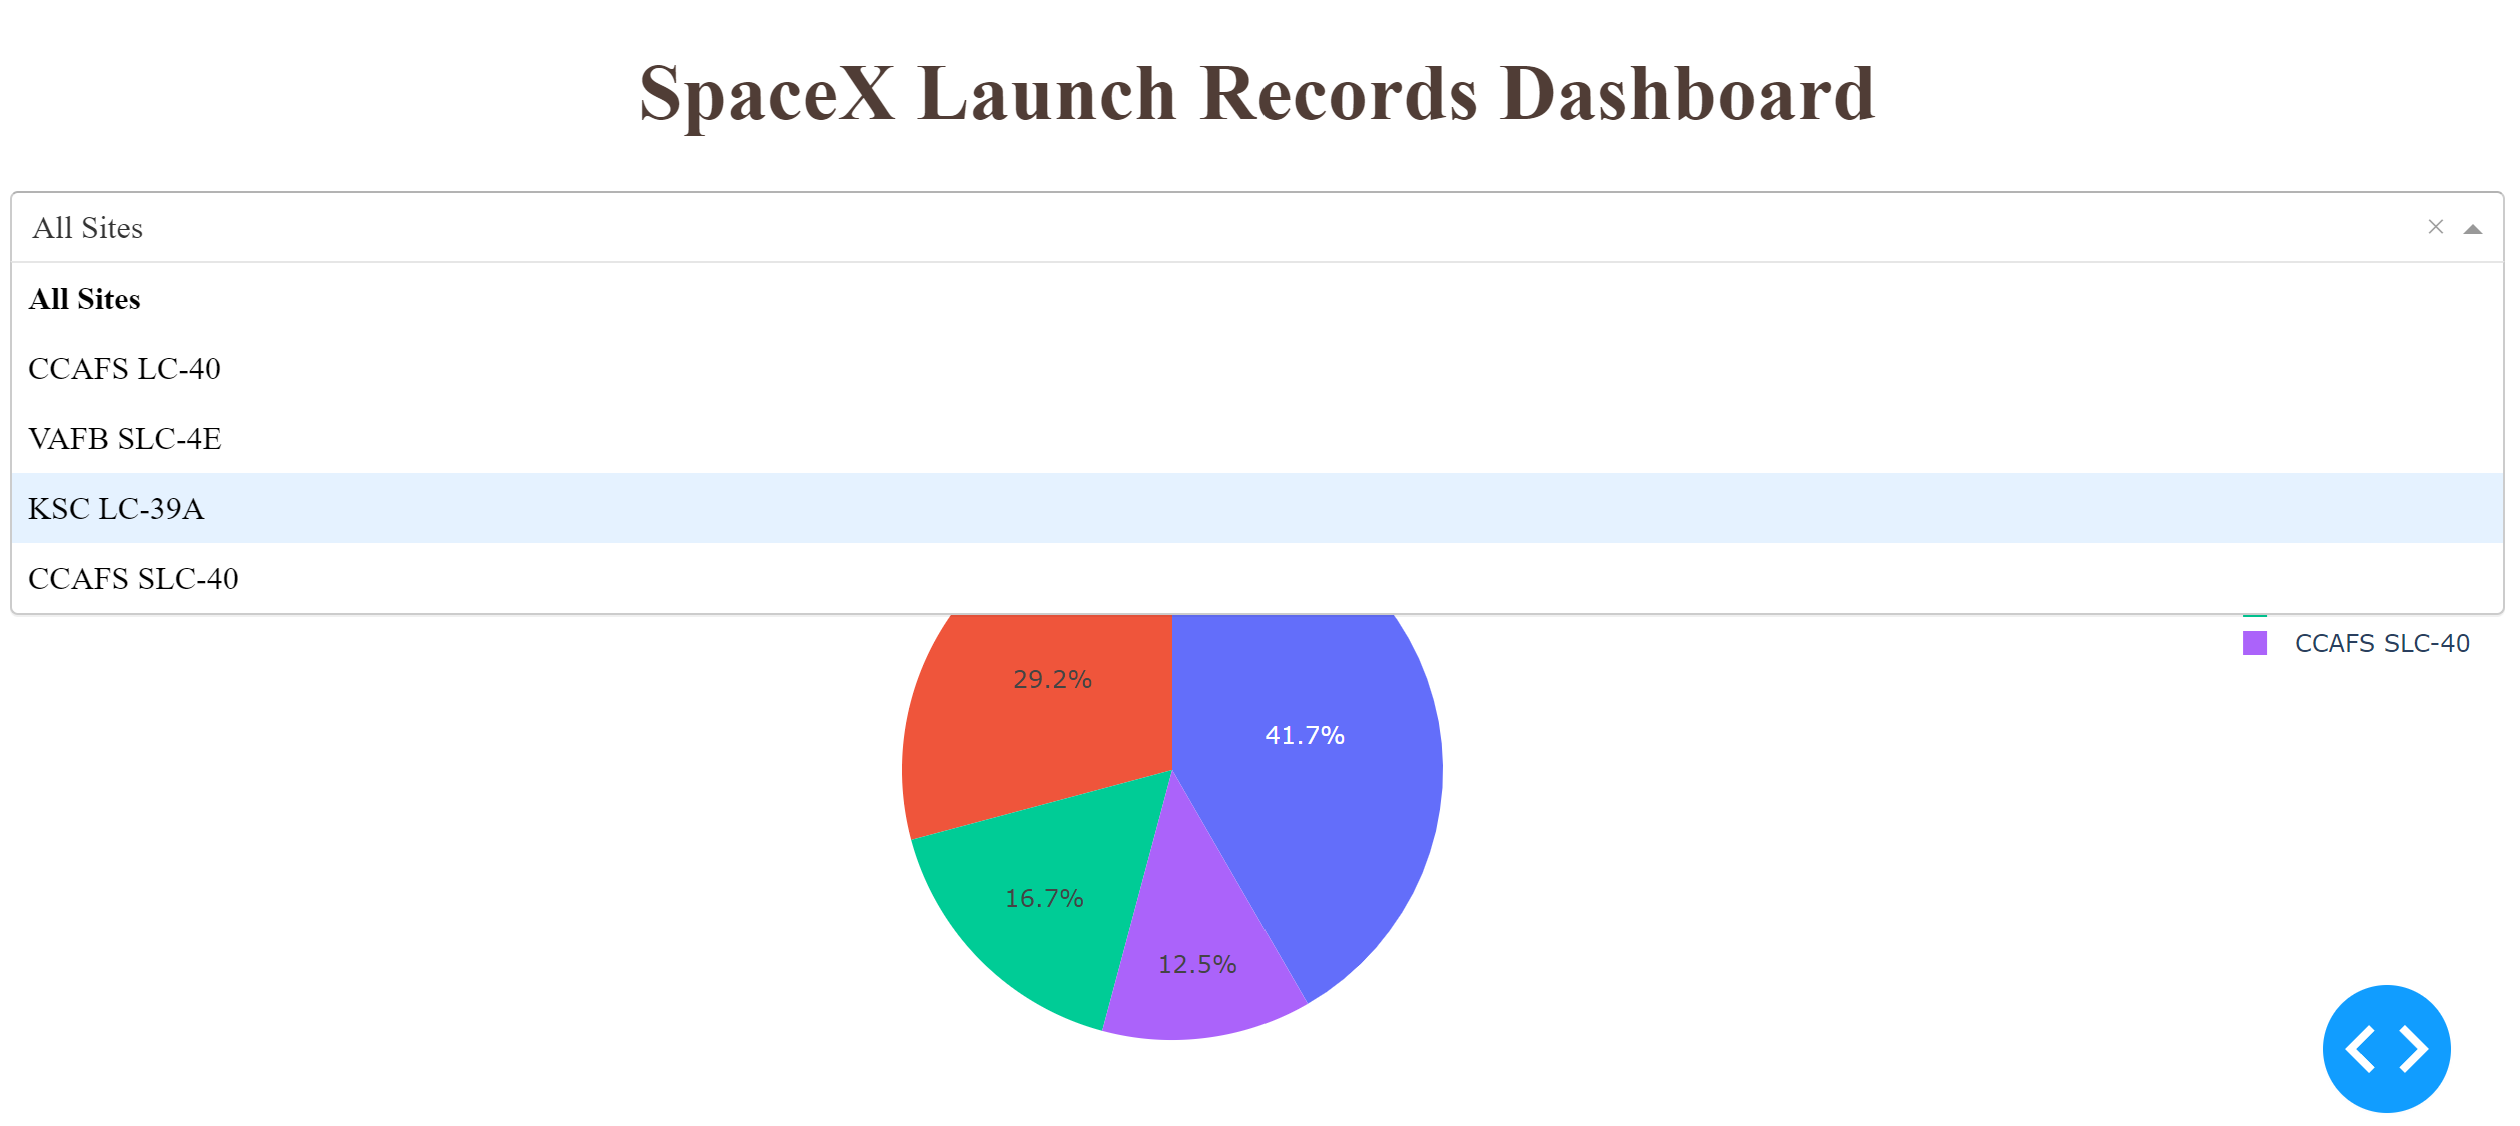 SpaceX Launch Records Dashboard
All Sites
All Sites
CCAFS LC-40
VAFB SLC-4E
KSC LC-39A
CCAFS SLC-40
CCAFS SLC-40
29.2%
41.7%
16.7%
12.5%